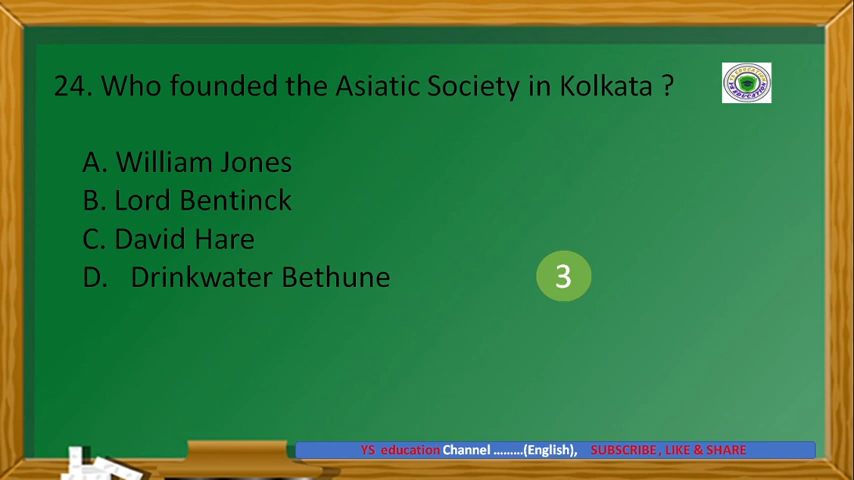 24. Who founded the Asiatic Society in Kolkata ?
A. William Jones
B. Lord Bentinck
C. David Hare
D. Drinkwater Bethune
3
YS education Channel .........(English), SUBSCRIBE, LIKE & SHARE